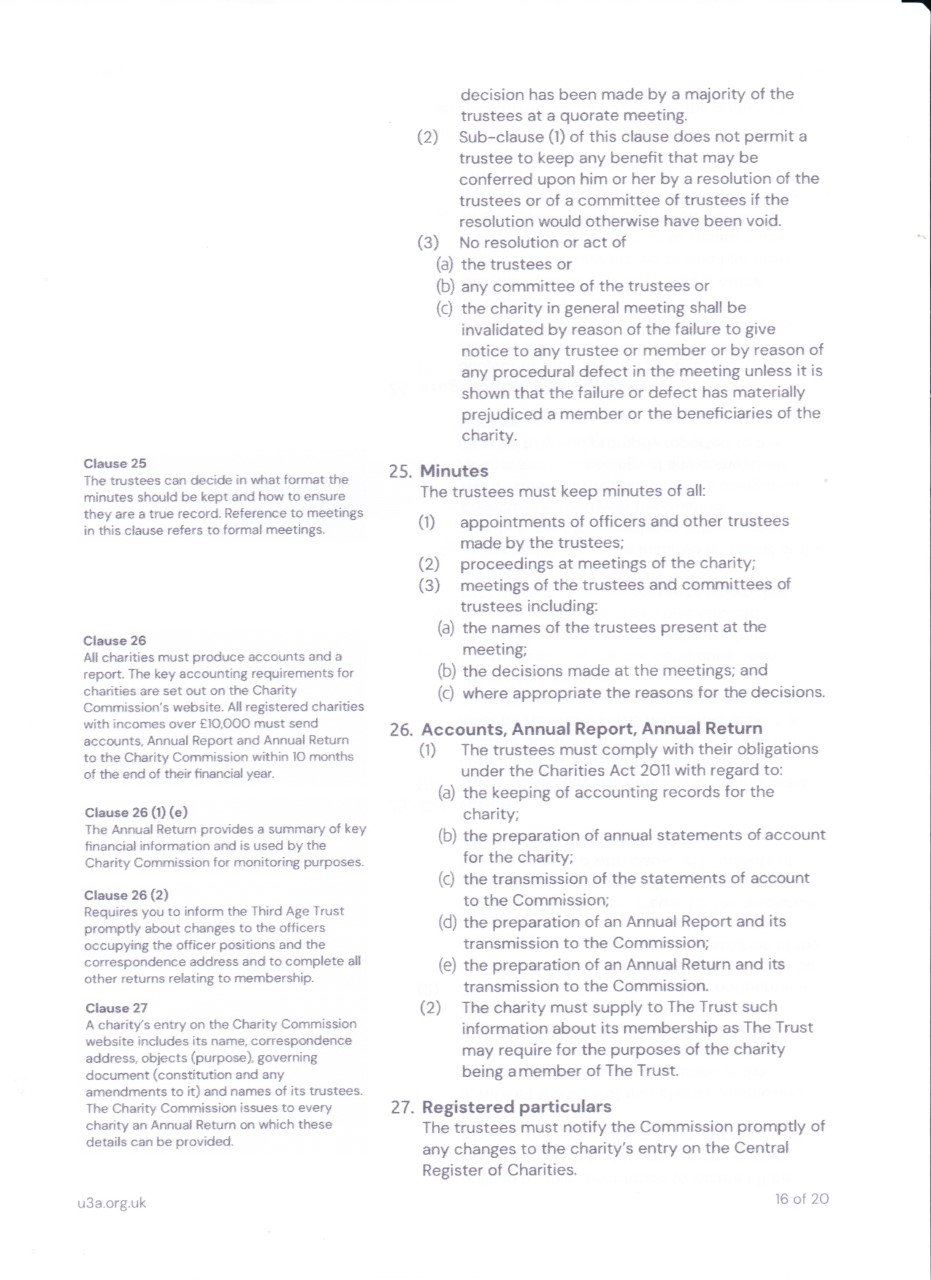 decision has been made by a majority of the
trustees at a quorate meeting.
(2) Sub-clause (1) of this clause does not permit a
trustee to keep any benefit that may be
conferred upon him or her by a resolution of the
trustees or of a committee of trustees if the
resolution would otherwise have been void.
(3) No resolution or act of
(a) the trustees or
(b) any committee of the trustees or
(c) the charity in general meeting shall be
invalidated by reason of the failure to give
notice to any trustee or member or by reason of
any procedural defect in the meeting unless it is
shown that the failure or defect has materially
prejudiced a member or the beneficiaries of the
charity.
Clause 25
The trustees can decide in what format the
minutes should be kept and how to ensure
they are a true record. Reference to meetings
in this clause refers to formal meetings.
25. Minutes
The trustees must keep minutes of all:
(1) appointments of officers and other trustees
made by the trustees;
(2) proceedings at meetings of the charity;
(3) meetings of the trustees and committees of
trustees including:
(a) the names of the trustees present at the
meeting;
(b) the decisions made at the meetings; and
(c) where appropriate the reasons for the decisions.
Clause 26
All charities must produce accounts and a
report. The key accounting requirements for
charities are set out on the Charity
Commission's website. All registered charities
with incomes over £10,000 must send
accounts, Annual Report and Annual Return
to the Charity Commission within 10 months
of the end of their financial year.
Clause 26 (1) (e)
The Annual Return provides a summary of key
financial information and is used by the
Charity Commission for monitoring purposes.
Clause 26 (2)
Requires you to inform the Third Age Trust
promptly about changes to the officers
occupying the officer positions and the
correspondence address and to complete all
other returns relating to membership.
26. Accounts, Annual Report, Annual Return
(1) The trustees must comply with their obligations
under the Charities Act 2011 with regard to:
(a) the keeping of accounting records for the
charity;
(b) the preparation of annual statements of account
for the charity;
(c) the transmission of the statements of account
to the Commission;
(d) the preparation of an Annual Report and its
transmission to the Commission;
(e) the preparation of an Annual Return and its
transmission to the Commission.
(2) The charity must supply to The Trust such
information about its membership as The Trust
may require for the purposes of the charity
being a member of The Trust.
Clause 27
A charity's entry on the Charity Commission
website includes its name, correspondence
address, objects (purpose), governing
document (constitution and any
amendments to it) and names of its trustees.
The Charity Commission issues to every
charity an Annual Return on which these
details can be provided.
27. Registered particulars
The trustees must notify the Commission promptly of
any changes to the charity's entry on the Central
Register of Charities.
u3a.org.uk
16 of 20